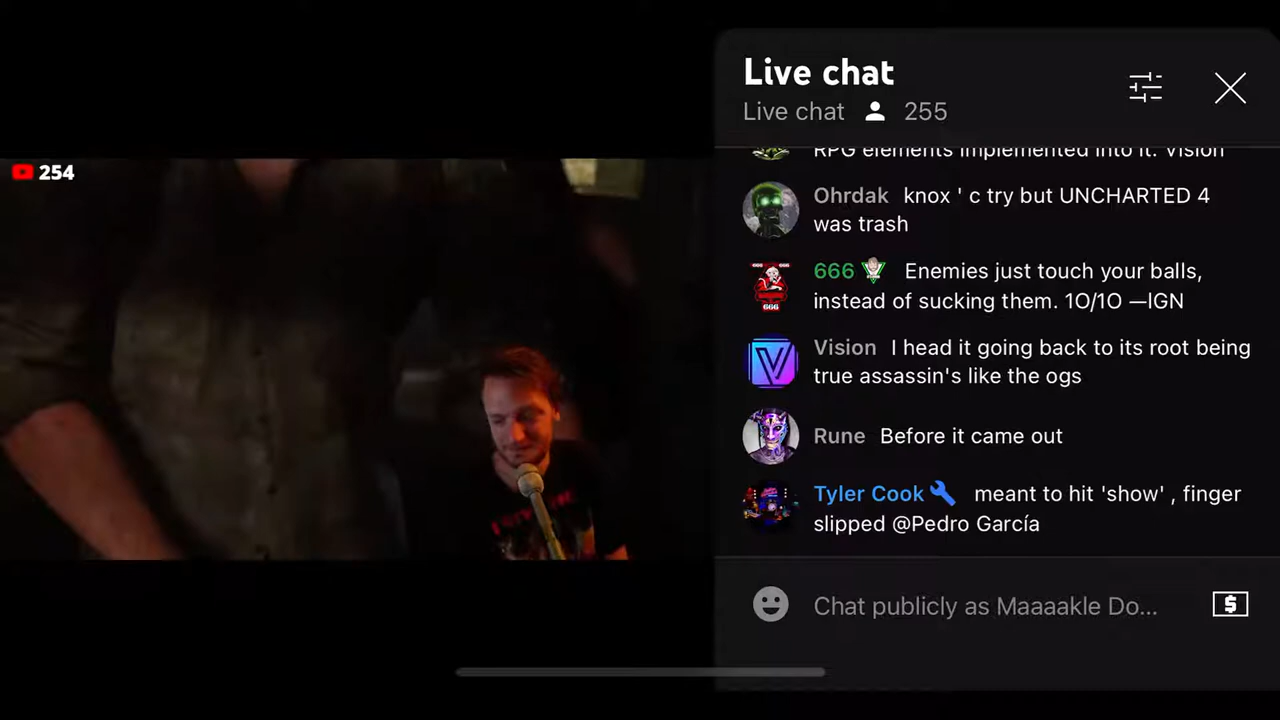 Live chat
Live chat 255
254
RPG elements implemented into it. Vision
Ohrdak knox ' c try but UNCHARTED 4
was trash
666 Enemies just touch your balls,
instead of sucking them. 10/10 —IGN
Vision I head it going back to its root being
true assassin's like the ogs
Rune Before it came out
Tyler Cook meant to hit 'show' , finger
slipped @Pedro García
Chat publicly as Maaaakle Do...